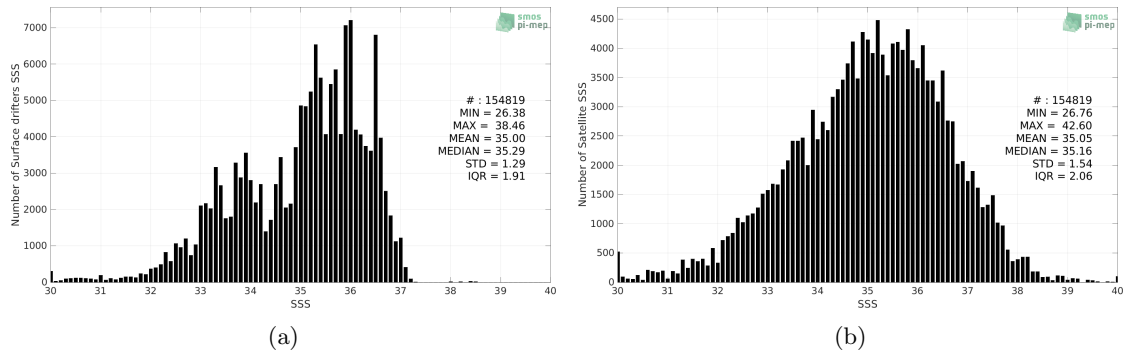 Number of Surface drifters SSS
7000
6000
5000
4000
3000
2000
1000
0
smos
pi-mep
# : 154819
MIN = 26.38
MAX = 38.46
MEAN = 35.00
MEDIAN = 35.29
STD = 1.29
IQR = 1.91
30 31 32 33 34 35 36 37 38 39 40
SSS
(a)
Number of Satellite SSS
4500
4000
3500
3000
2500
2000
1500
1000
500
0
smos
pi-mep
# : 154819
MIN = 26.76
MAX = 42.60
MEAN = 35.05
MEDIAN = 35.16
STD = 1.54
IQR = 2.06
30 31 32 33 34 35 36 37 38 39 40
SSS
(b)